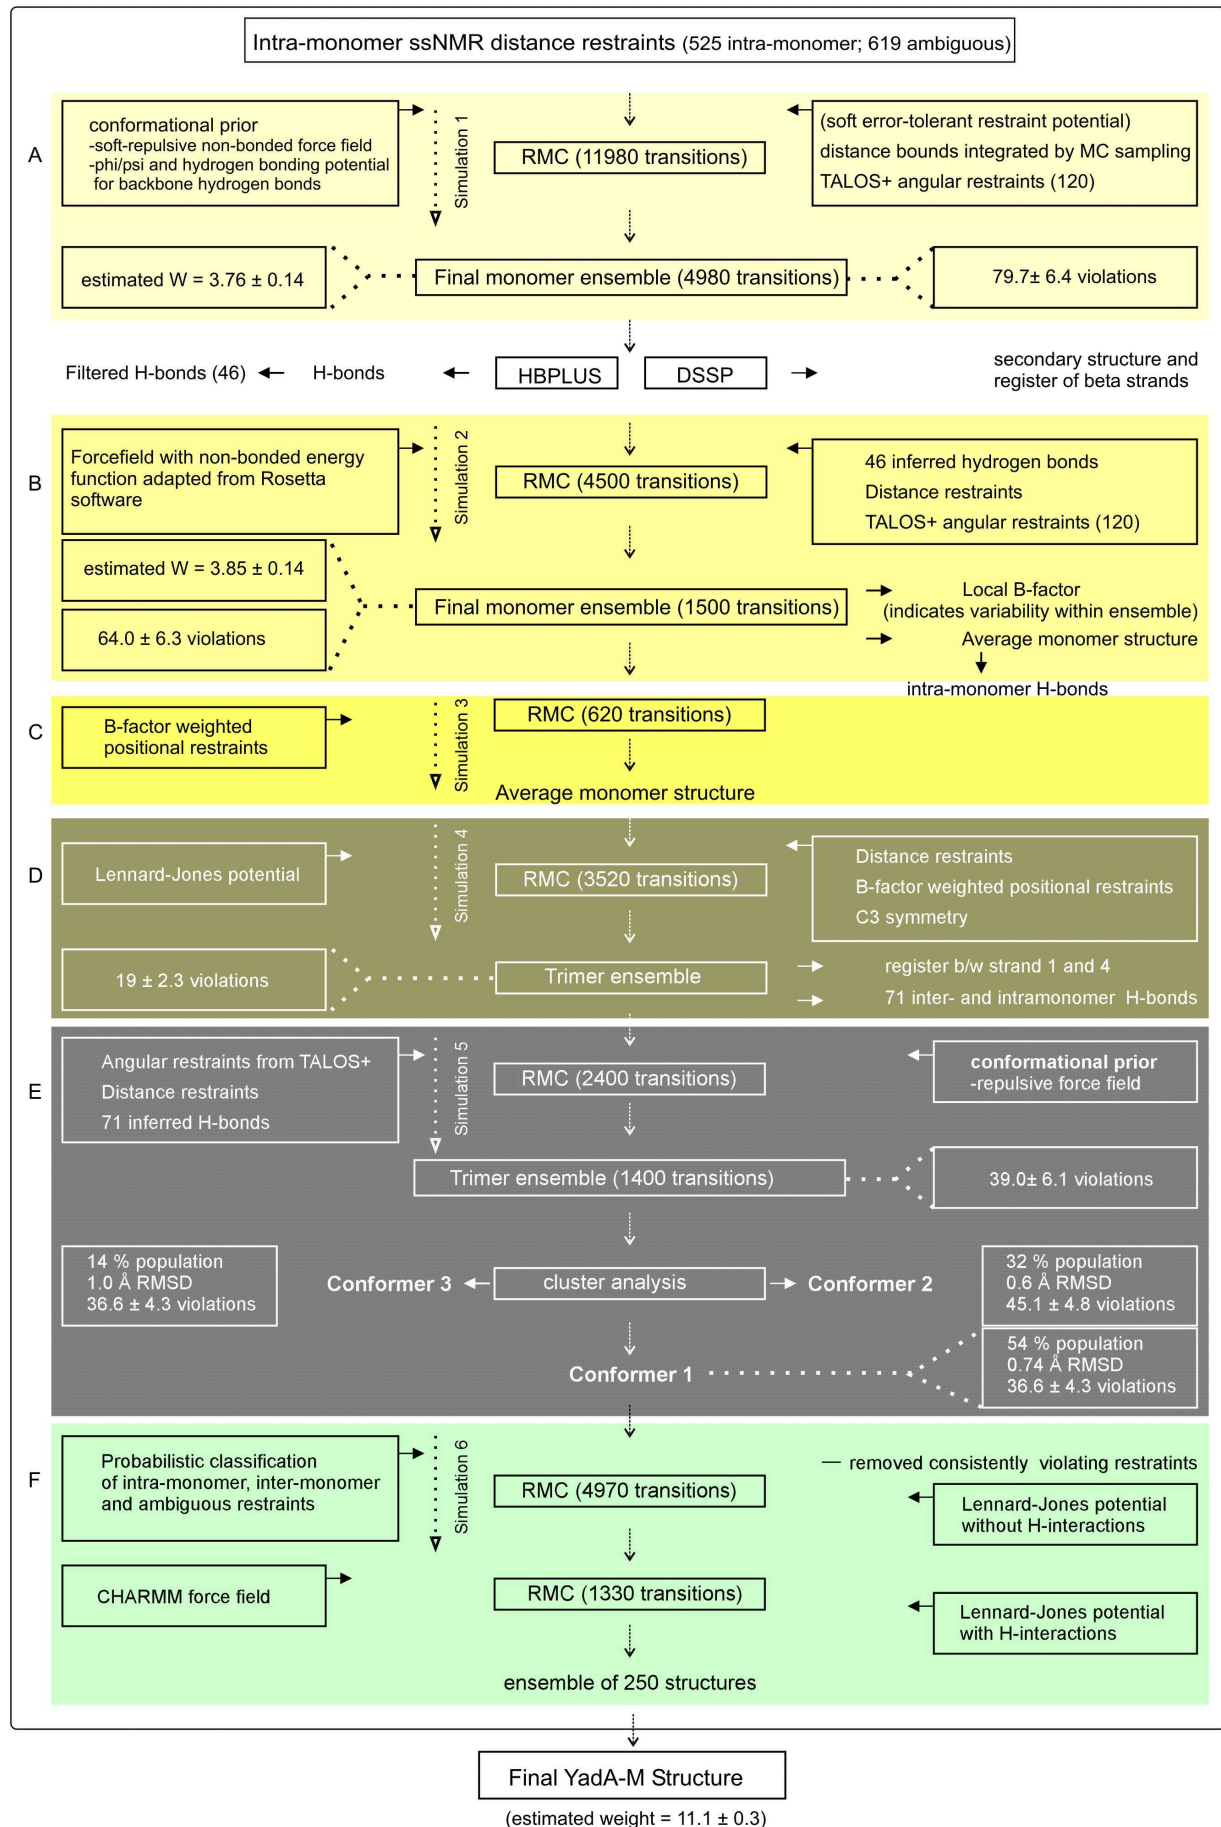 Intra-monomer ssNMR distance restraints (525 intra-monomer; 619 ambiguous)
A
conformational prior
-soft-repulsive non-bonded force field
-phi/psi and hydrogen bonding potential
for backbone hydrogen bonds
Simulation 1
RMC (11980 transitions)
(soft error-tolerant restraint potential)
distance bounds integrated by MC sampling
TALOS+ angular restraints (120)
estimated W = 3.76 ± 0.14
Final monomer ensemble (4980 transitions)
79.7± 6.4 violations
Filtered H-bonds (46)
H-bonds
HBPLUS
DSSP
secondary structure and
register of beta strands
B
Forcefield with non-bonded energy
function adapted from Rosetta
software
Simulation 2
RMC (4500 transitions)
46 inferred hydrogen bonds
Distance restraints
TALOS+ angular restraints (120)
estimated W = 3.85 ± 0.14
64.0 ± 6.3 violations
Final monomer ensemble (1500 transitions)
Local B-factor
(indicates variability within ensemble)
Average monomer structure
intra-monomer H-bonds
C
B-factor weighted
positional restraints
Simulation 3
RMC (620 transitions)
Average monomer structure
D
Lennard-Jones potential
Simulation 4
RMC (3520 transitions)
Distance restraints
B-factor weighted positional restraints
C3 symmetry
19 ± 2.3 violations
Trimer ensemble
register b/w strand 1 and 4
71 inter- and intramonomer H-bonds
E
Angular restraints from TALOS+
Distance restraints
71 inferred H-bonds
Simulation 5
RMC (2400 transitions)
conformational prior
-repulsive force field
Trimer ensemble (1400 transitions)
39.0± 6.1 violations
14 % population
1.0 Å RMSD
36.6 ± 4.3 violations
Conformer 3
cluster analysis
Conformer 2
32 % population
0.6 Å RMSD
45.1 ± 4.8 violations
Conformer 1
54 % population
0.74 Å RMSD
36.6 ± 4.3 violations
F
Probabilistic classification
of intra-monomer, inter-monomer
and ambiguous restraints
Simulation 6
RMC (4970 transitions)
— removed consistently violating restratints
Lennard-Jones potential
without H-interactions
CHARMM force field
RMC (1330 transitions)
Lennard-Jones potential
with H-interactions
ensemble of 250 structures
Final YadA-M Structure
(estimated weight = 11.1 ± 0.3)